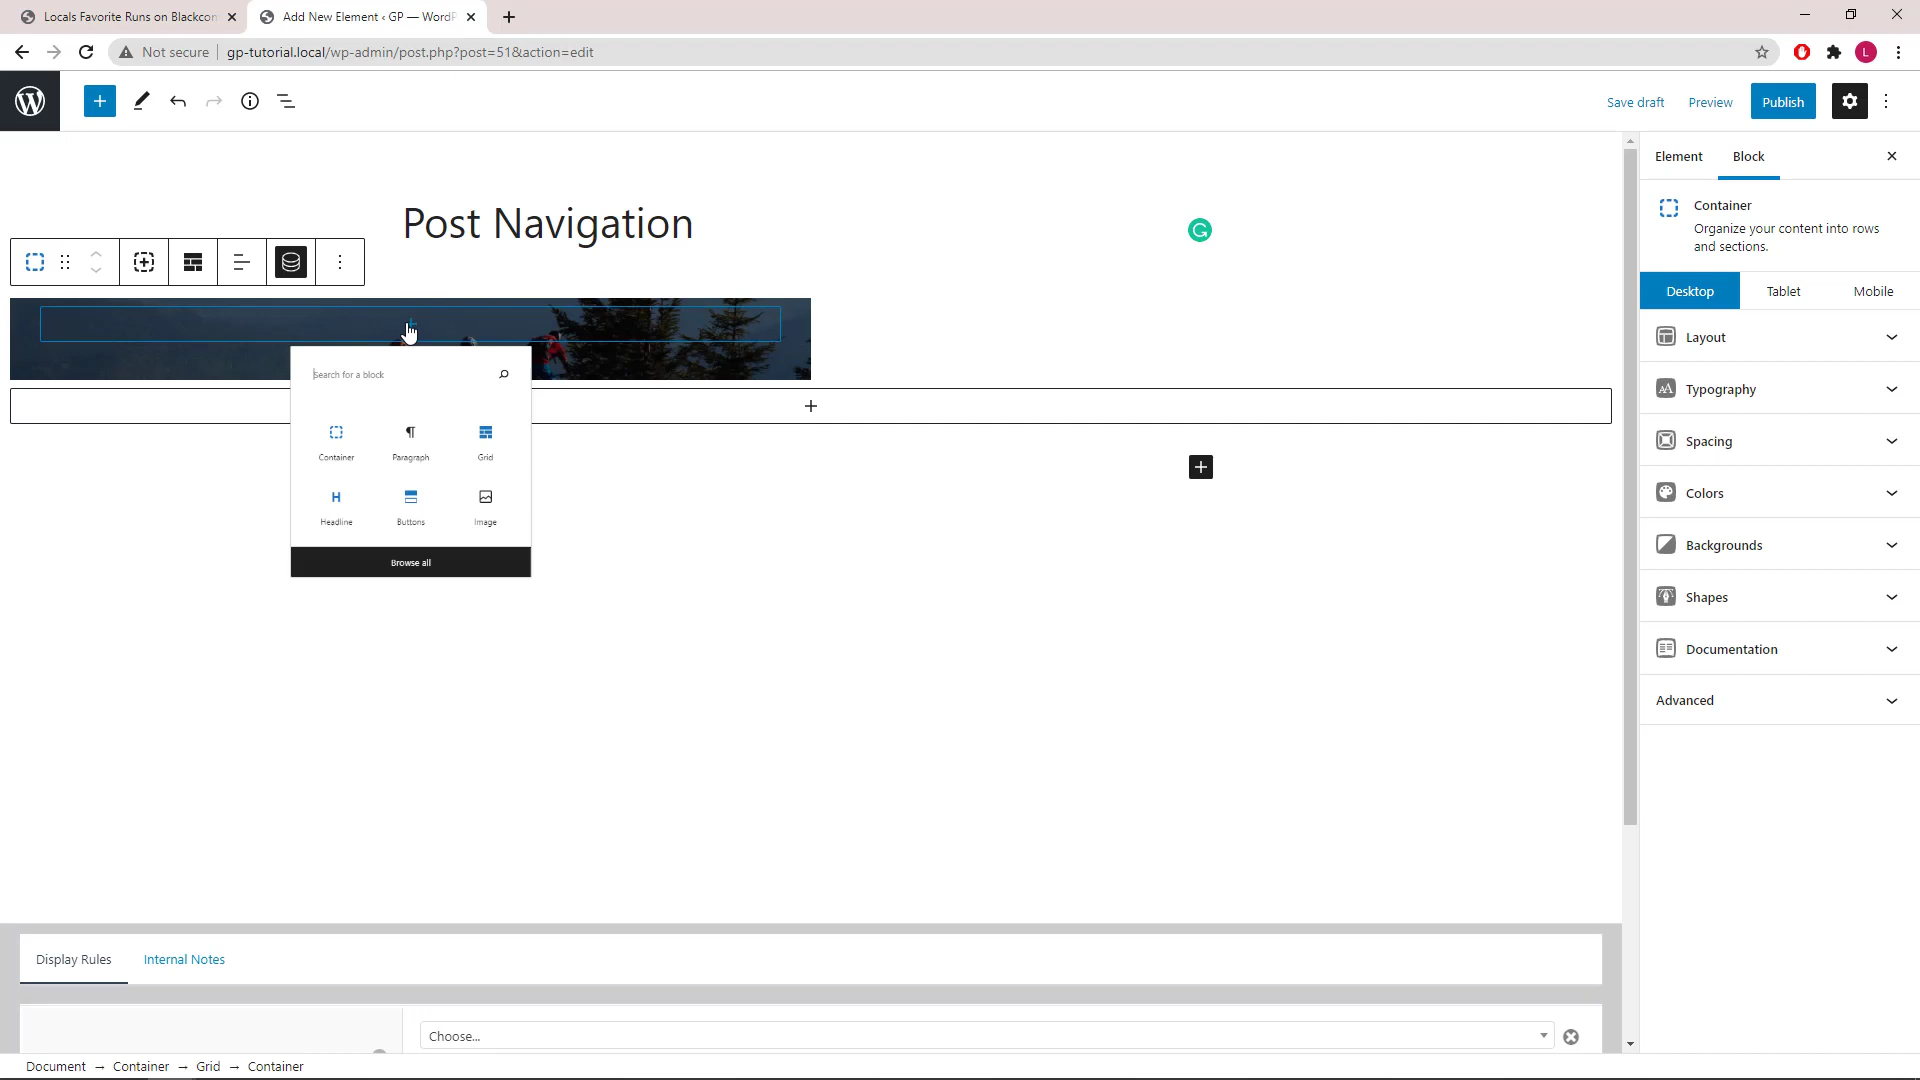 Locals Favorite Runs on Blackcom
Add New Element ‹ GP — WordP
Not secure
gp-tutorial.local/wp-admin/post.php?post=51&action=edit
L
Save draft
Preview
Publish
Element
Block
Container
Organize your content into rows
and sections.
Desktop
Tablet
Mobile
Layout
Typography
Spacing
Colors
Backgrounds
Shapes
Documentation
Advanced
Post Navigation
Search for a block
Container
Paragraph
Grid
Headline
Buttons
Image
Browse all
Display Rules
Internal Notes
Choose...
Document → Container → Grid → Container